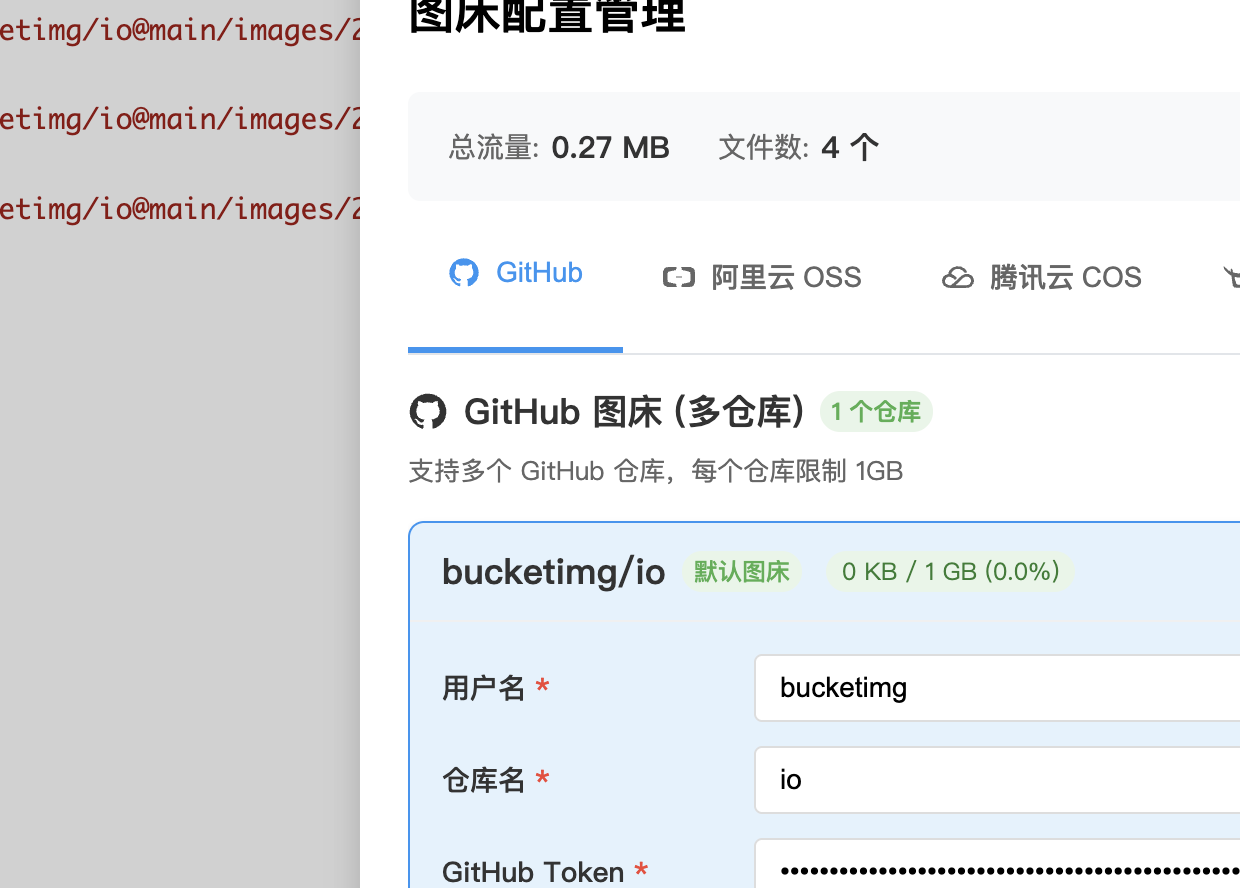 etimg/io@main/images/2
etimg/io@main/images/2
etimg/io@main/images/2
图床配置管理
总流量: 0.27 MB 文件数: 4 个
GitHub 阿里云 OSS 腾讯云 COS
GitHub 图床 (多仓库) 1 个仓库
支持多个 GitHub 仓库，每个仓库限制 1GB
bucketimg/io 默认图床 0 KB / 1 GB (0.0%)
用户名 * bucketimg
仓库名 * io
GitHub Token *